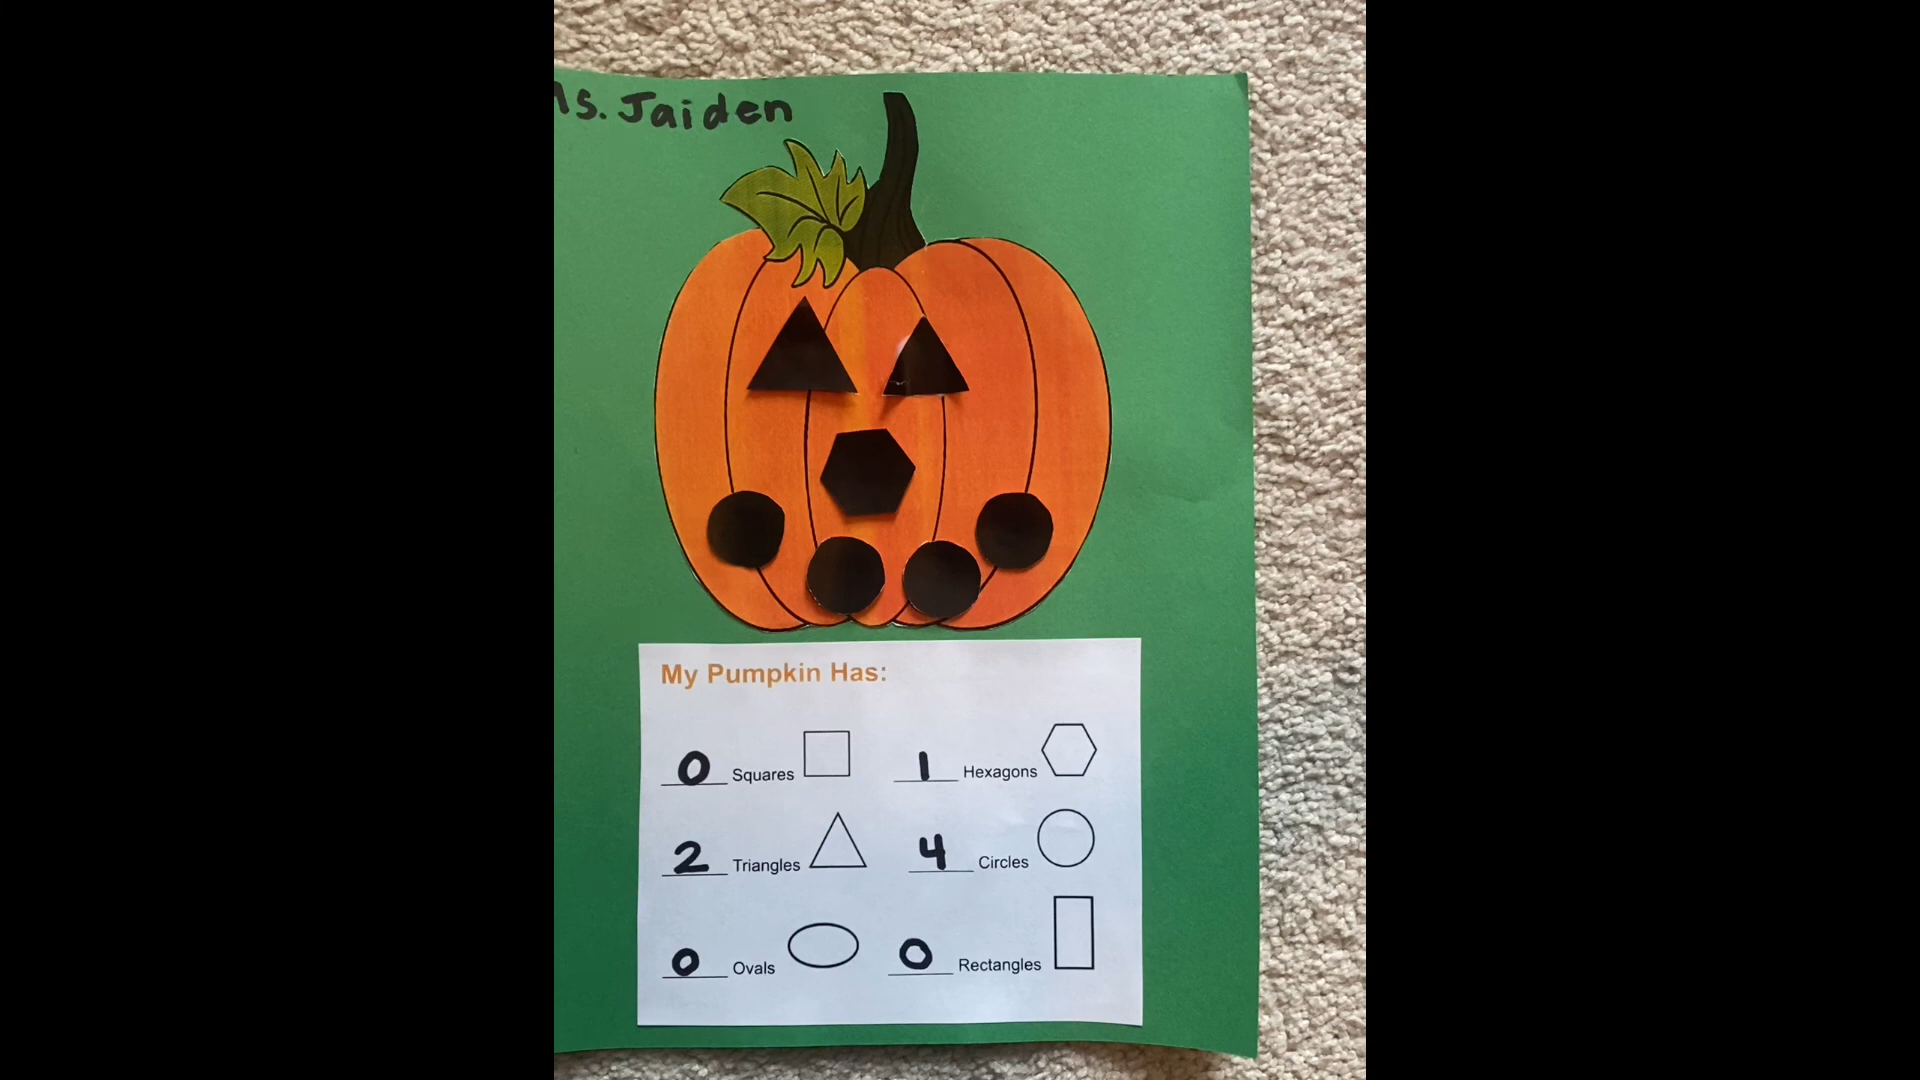 s. Jaiden
My Pumpkin Has:
0 Squares
1 Hexagons
2 Triangles
4 Circles
0 Ovals
0 Rectangles